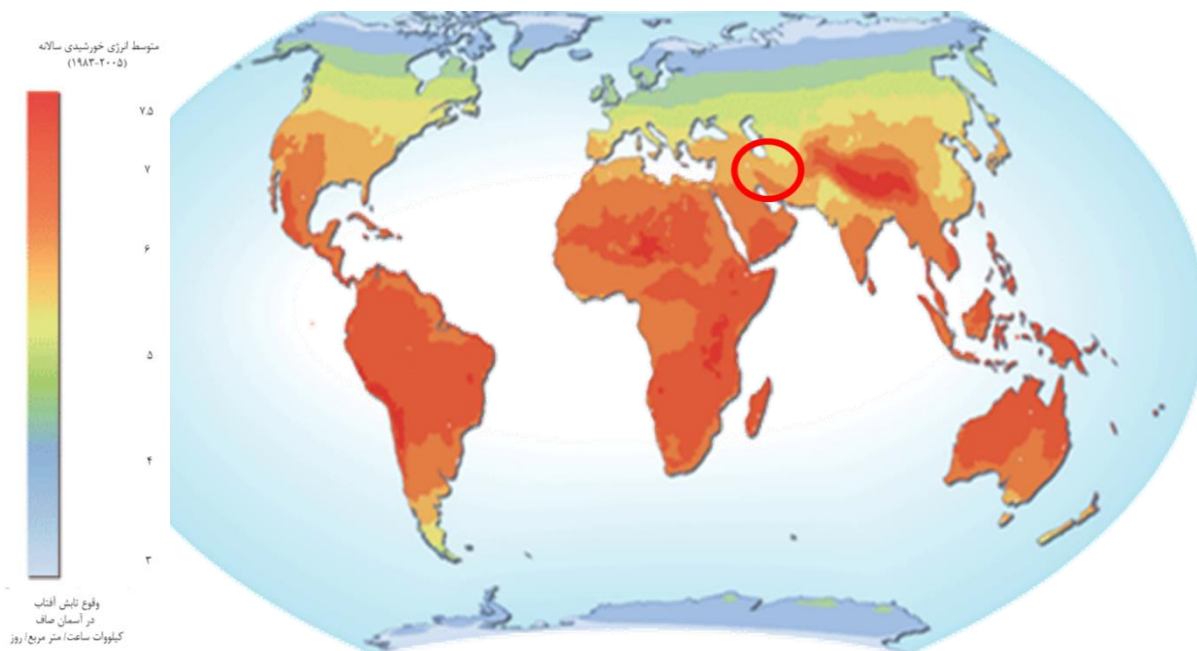 متوسط انرژی خورشیدی سالانه
(۱۹۸۳-۲۰۰۵)
۷.۵
۷
۶
۵
۴
۳
وقوع تابش آفتاب
در آسمان صاف
کیلووات ساعت/ متر مربع/ روز